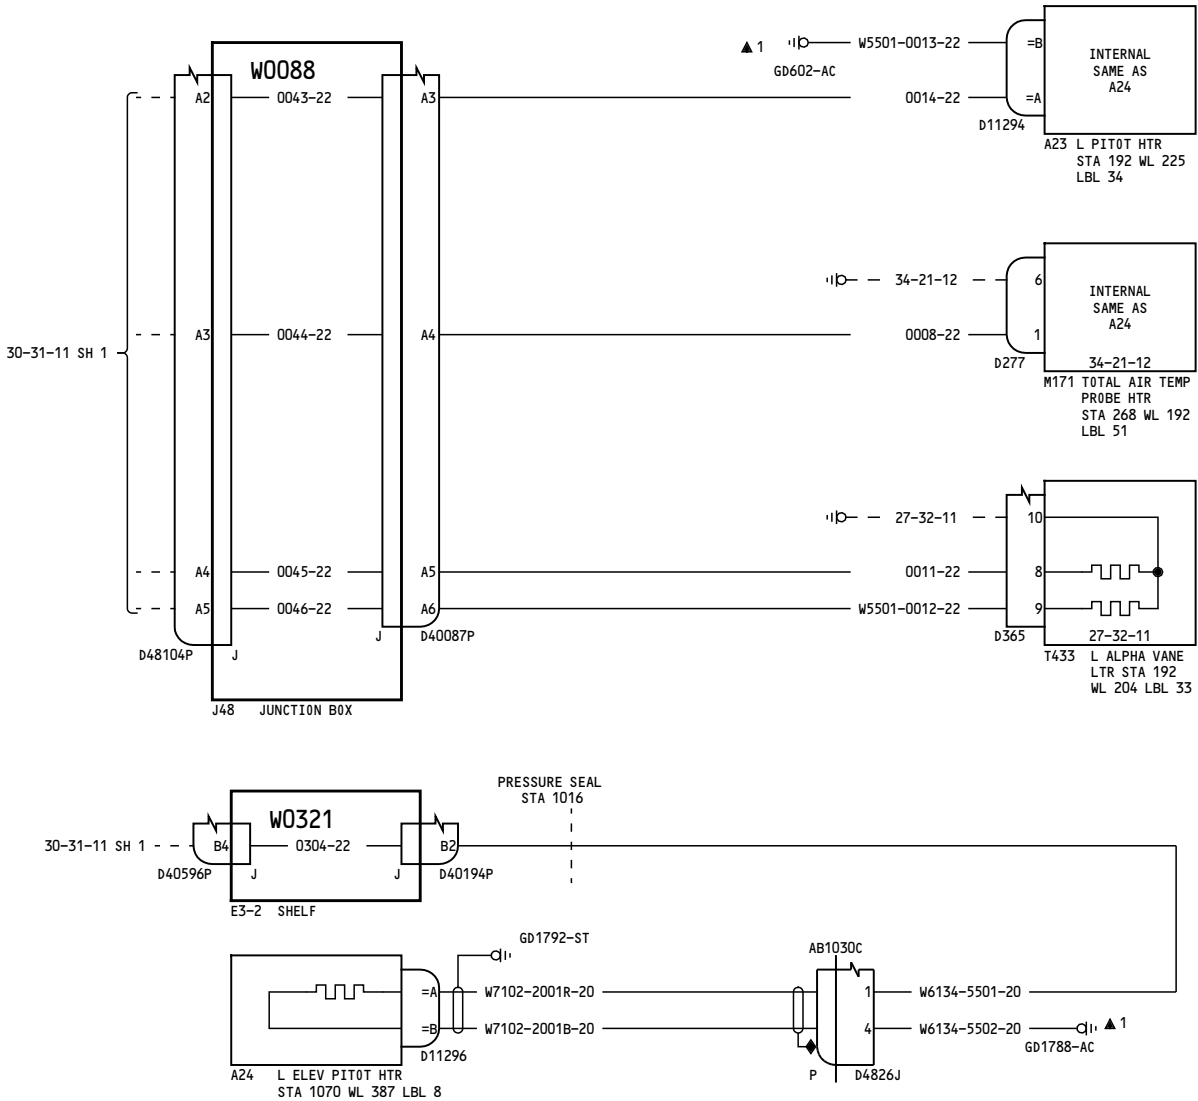 1
GD602-AC
W5501-0013-22
=B
INTERNAL
SAME AS
A24
W0088
A2
0043-22
A3
0014-22
=A
D11294
A23 L PITOT HTR
STA 192 WL 225
LBL 34
34-21-12
6
INTERNAL
SAME AS
A24
A3
0044-22
A4
0008-22
1
30-31-11 SH 1
D277
34-21-12
M171 TOTAL AIR TEMP
PROBE HTR
STA 268 WL 192
LBL 51
27-32-11
10
A4
0045-22
A5
0011-22
8
A5
0046-22
A6
W5501-0012-22
9
D48104P
J
J
D40087P
D365
27-32-11
T433 L ALPHA VANE
LTR STA 192
WL 204 LBL 33
J48 JUNCTION BOX
PRESSURE SEAL
STA 1016
W0321
30-31-11 SH 1
B4
0304-22
B2
D40596P
J
J
D40194P
E3-2 SHELF
GD1792-ST
AB1030C
=A
W7102-2001R-20
1
W6134-5501-20
=B
W7102-2001B-20
4
W6134-5502-20
1
D11296
GD1788-AC
P
D4826J
A24 L ELEV PITOT HTR
STA 1070 WL 387 LBL 8